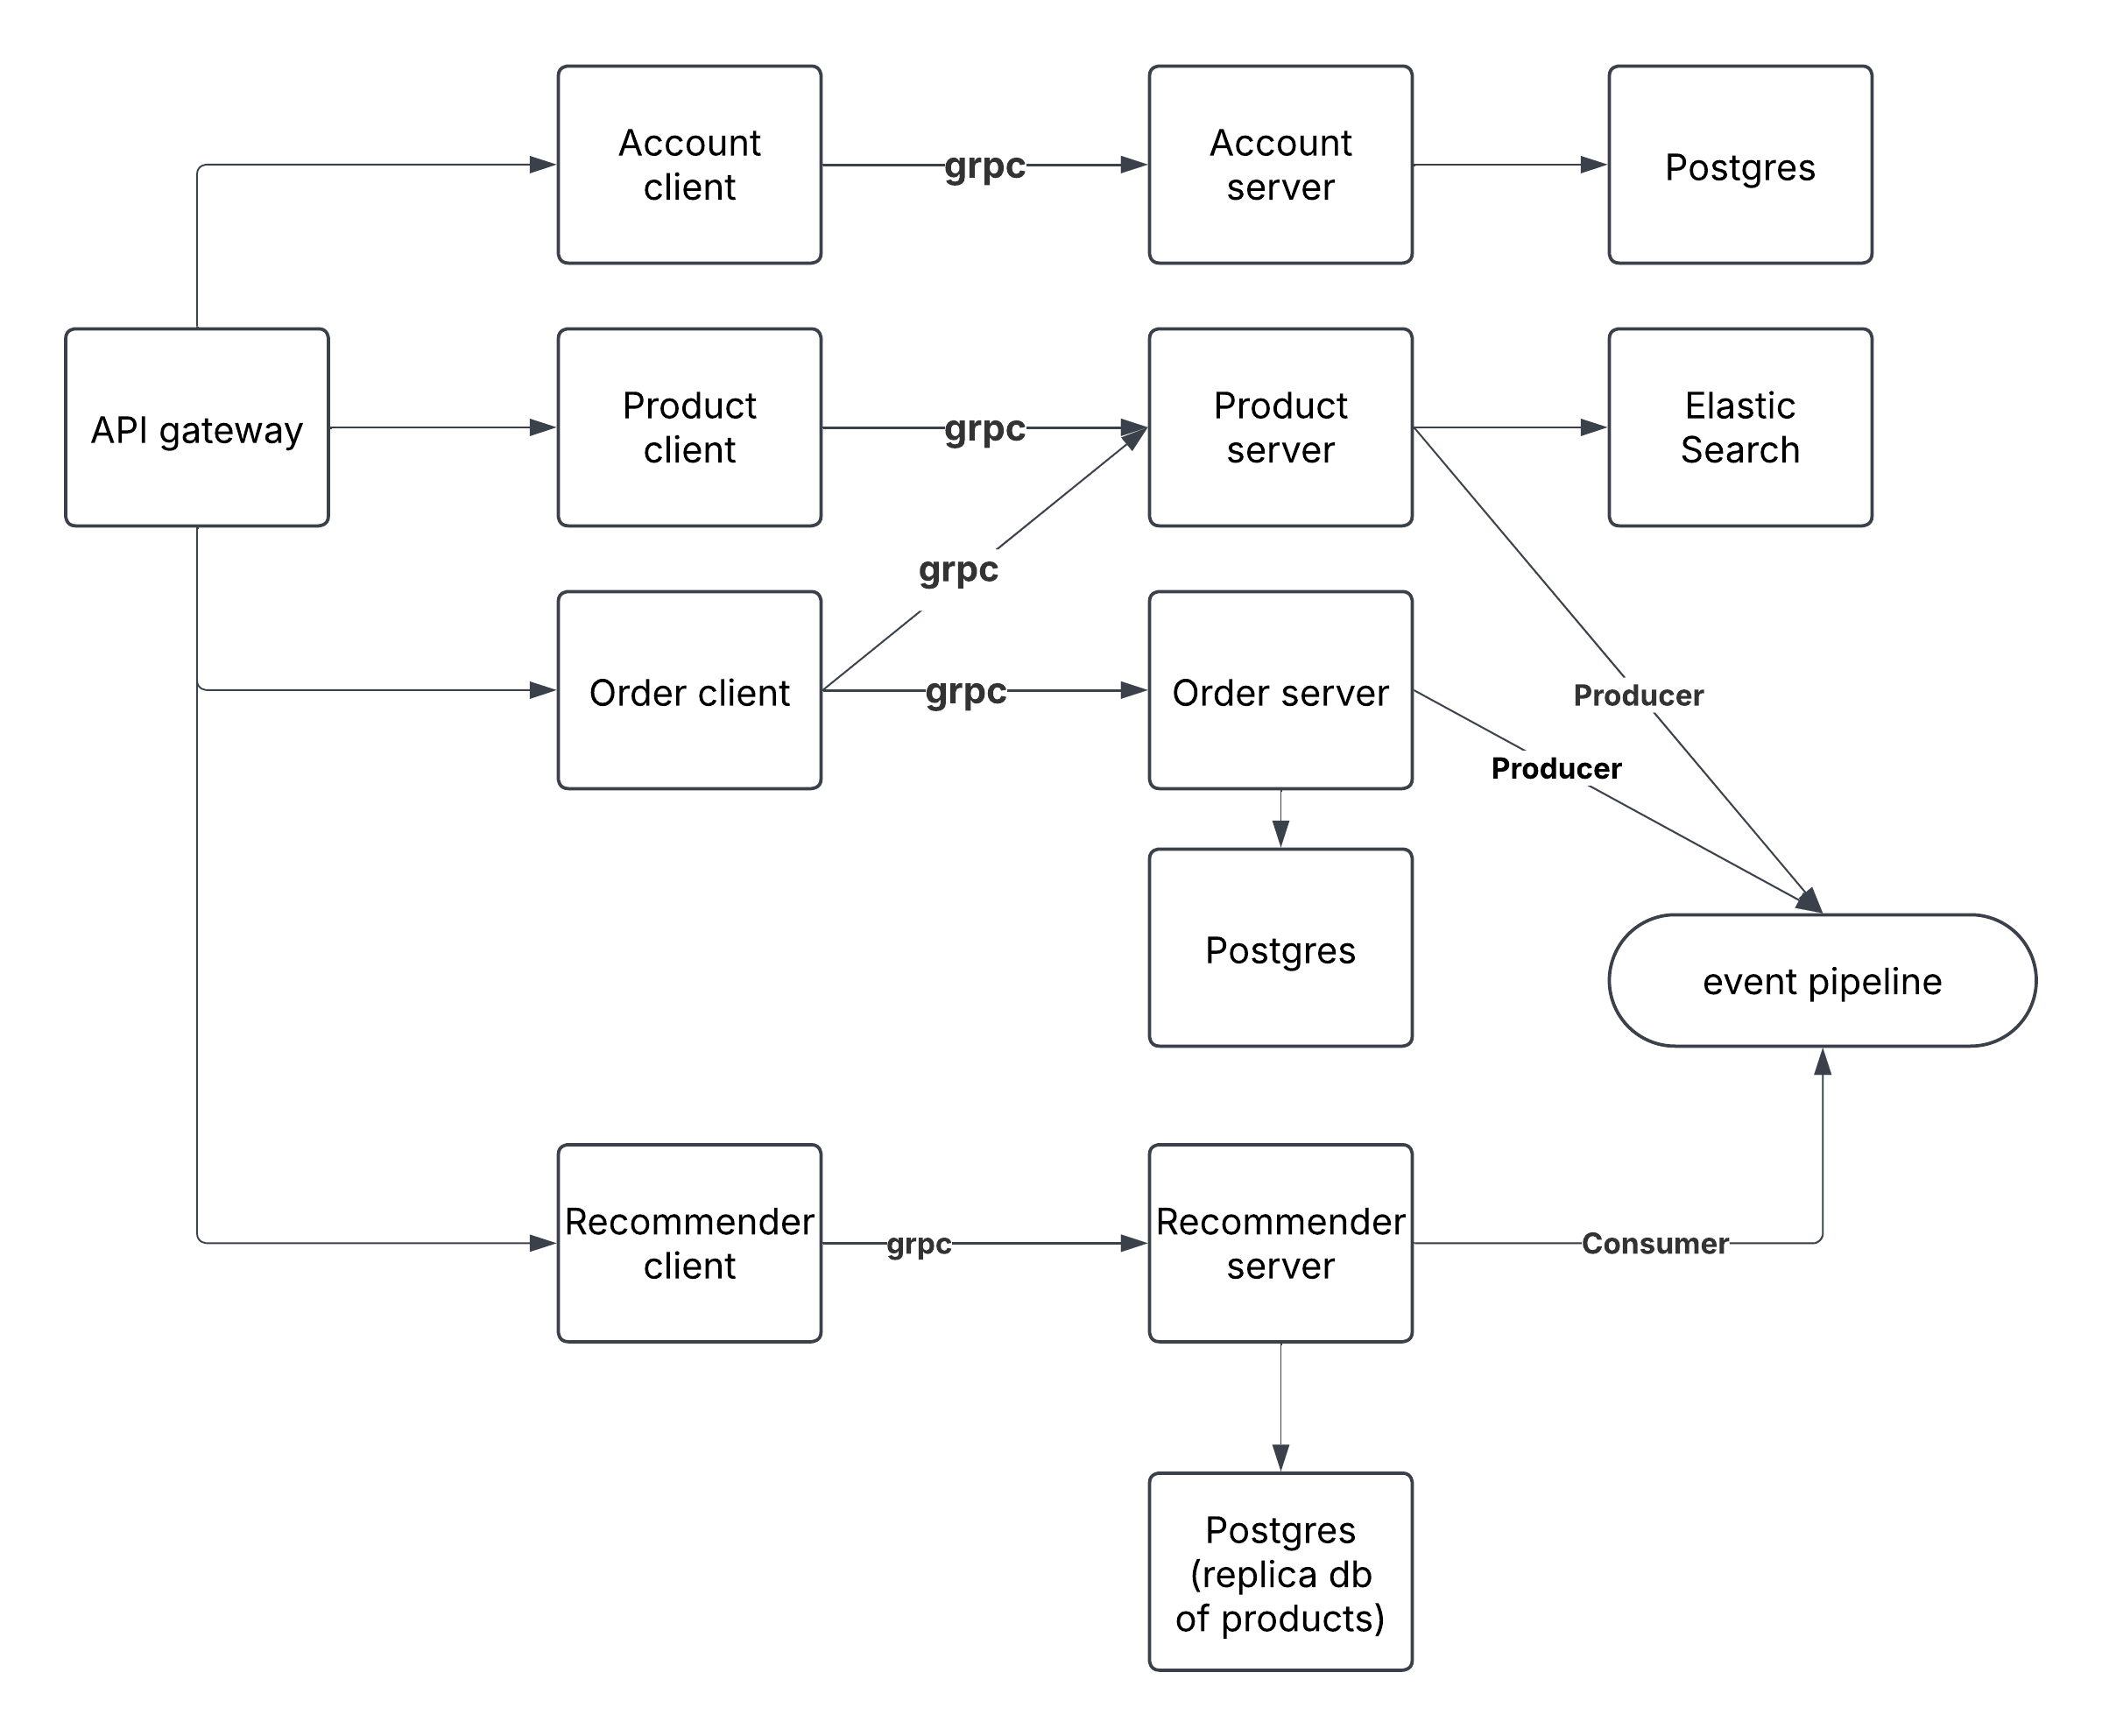 Account
client
grpc
Account
server
Postgres
API gateway
Product
client
grpc
Product
server
Elastic
Search
grpc
Order client
grpc
Order server
Producer
Producer
Postgres
event pipeline
Recommender
client
grpc
Recommender
server
Consumer
Postgres
(replica db
of products)